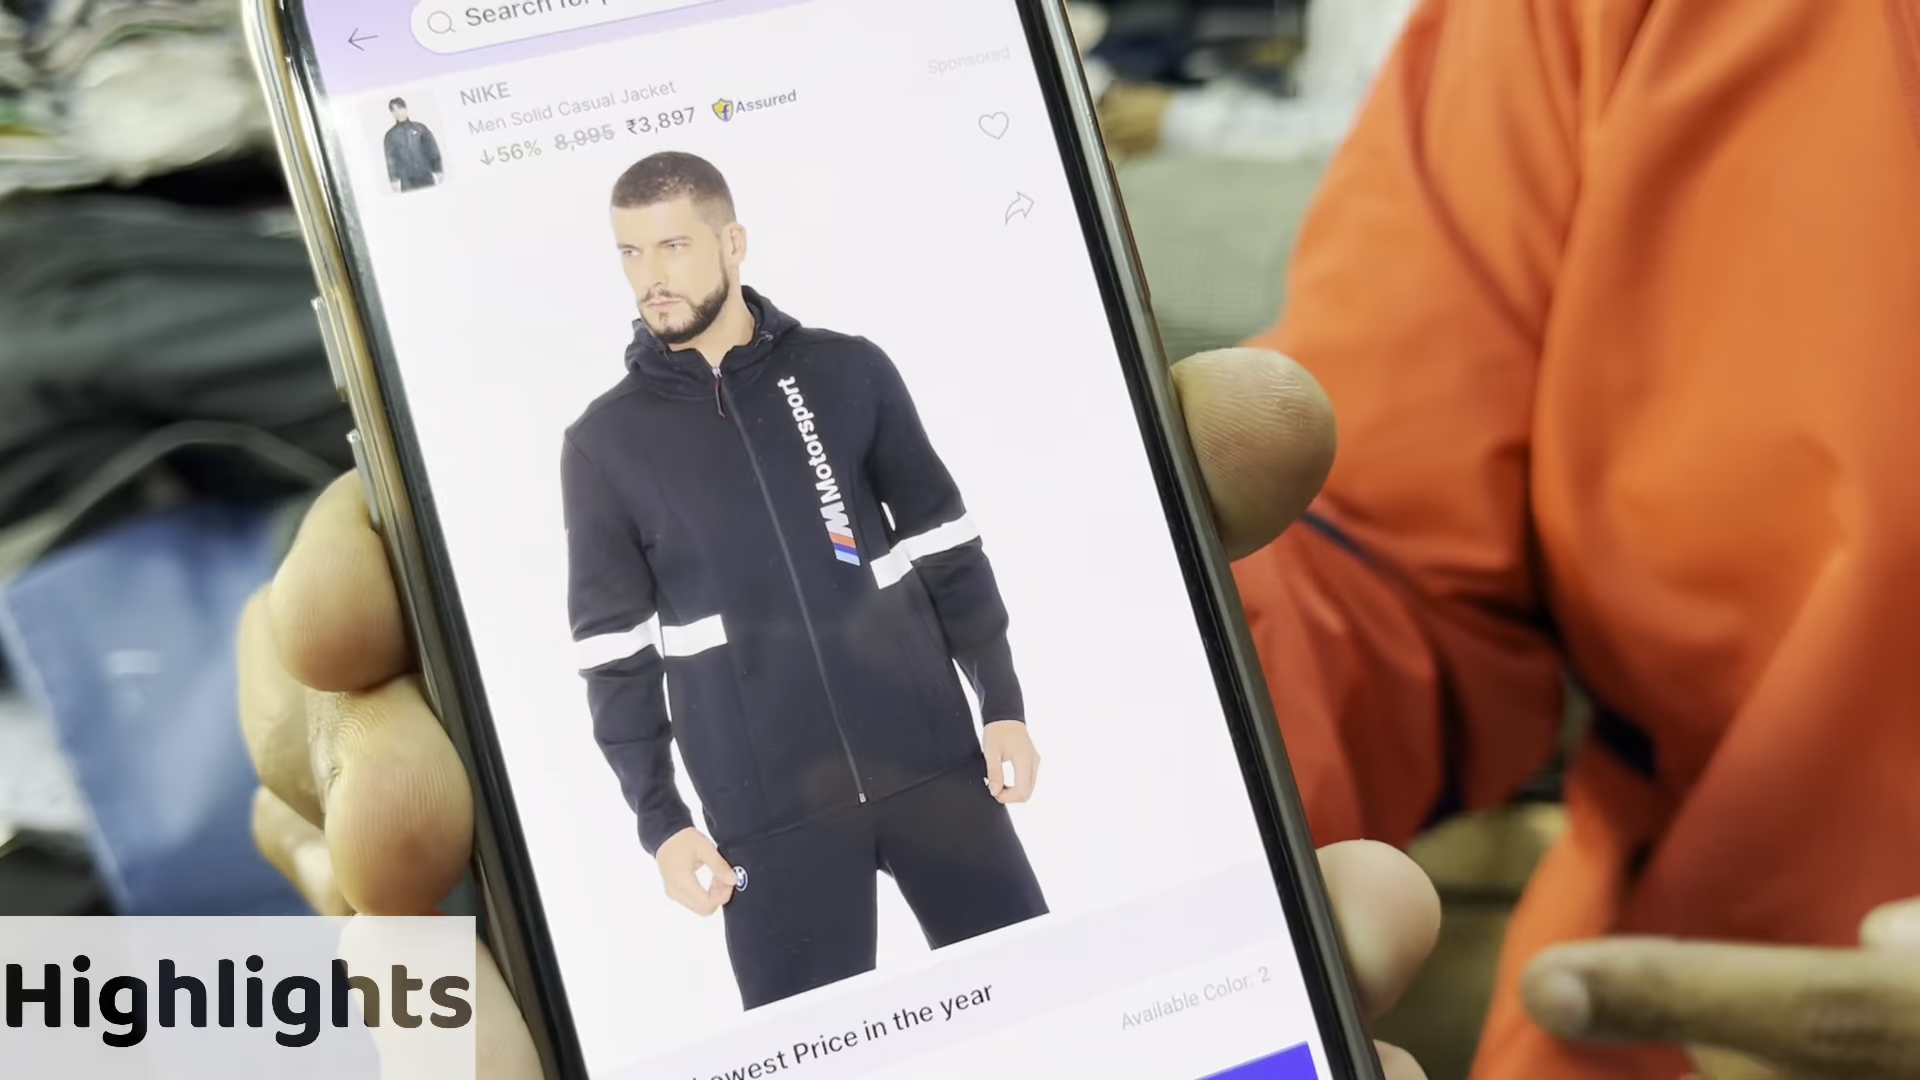 Search for
NIKE
Sponsored
Men Solid Casual Jacket
↓56% 8,995 ₹3,897 Assured
M Motorsport
Lowest Price in the year
Available Color: 2
Highlights